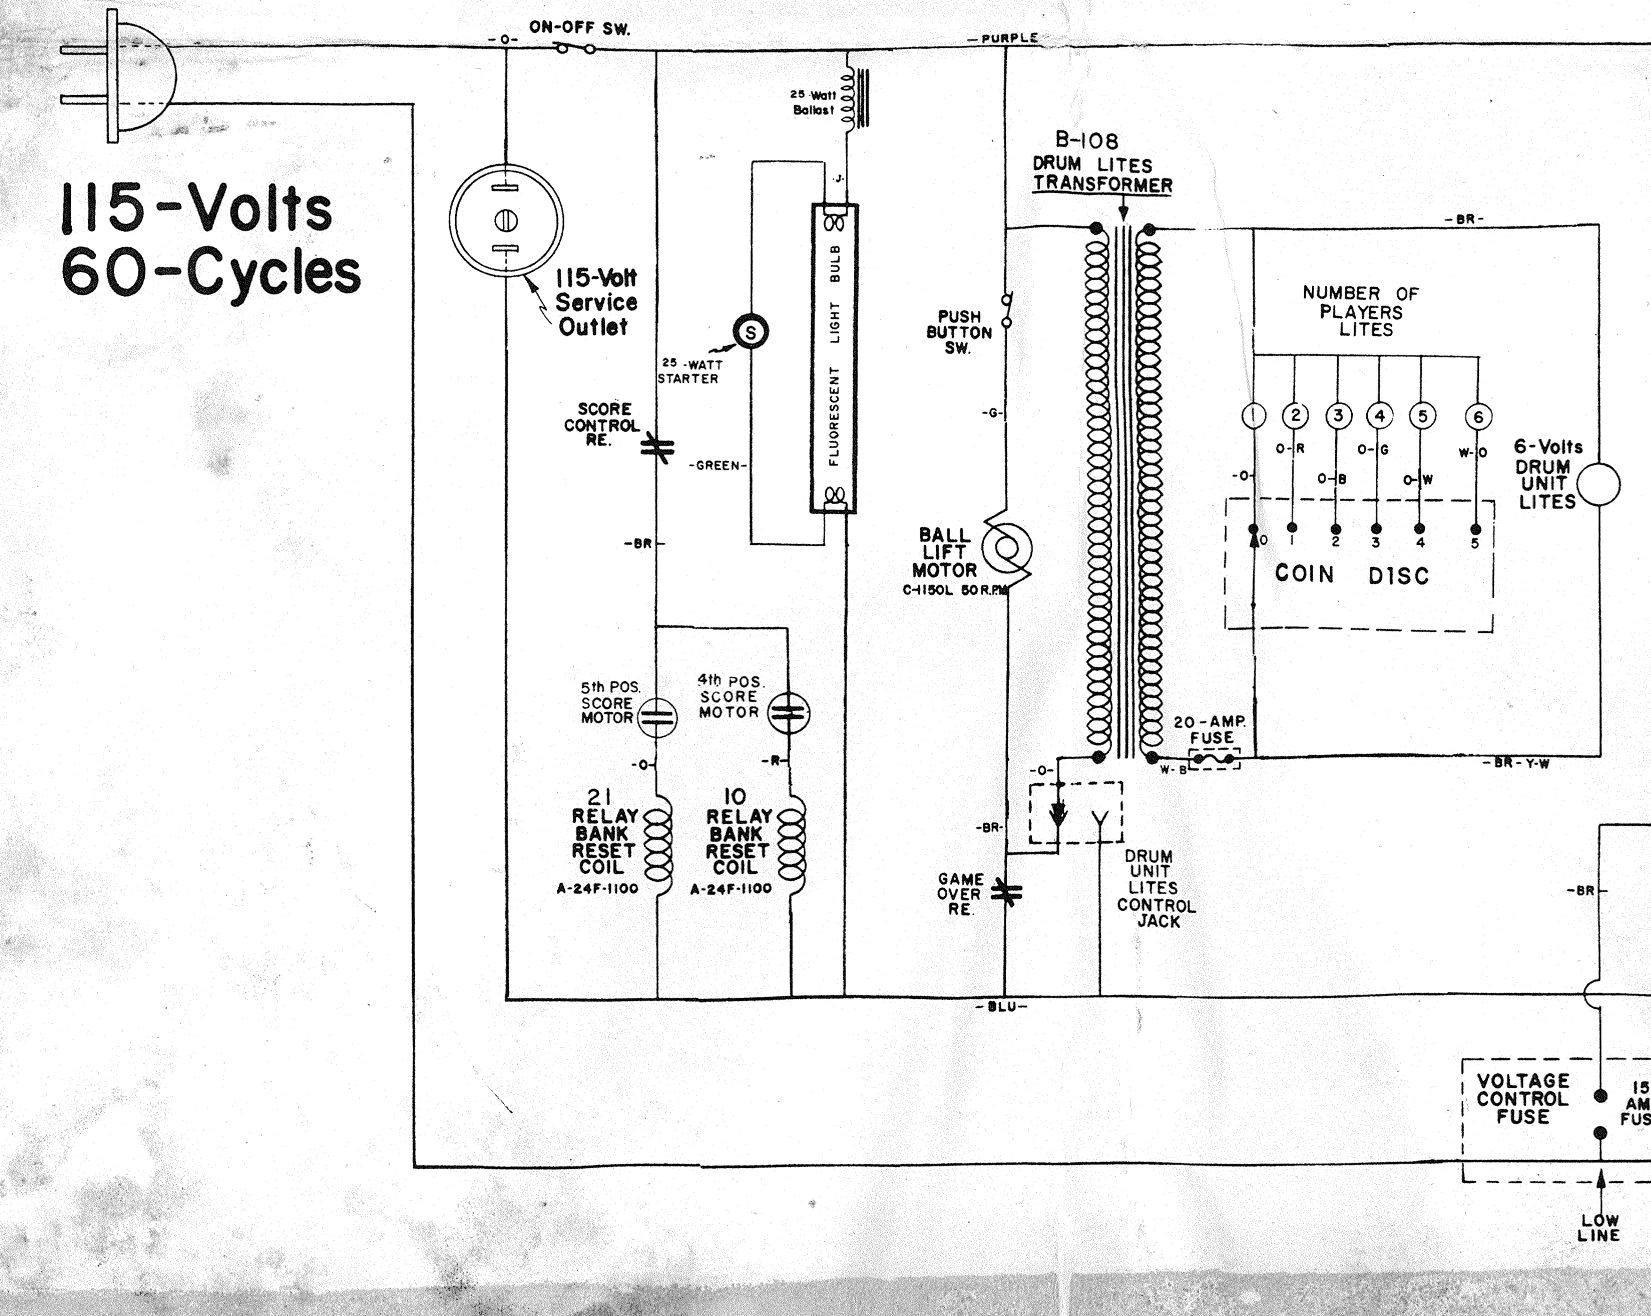 ON-OFF SW.
-O-
-PURPLE
115-Volts
60-Cycles
25 Watt
Ballast
-J-
115-Volt
Service
Outlet
S
25-WATT
STARTER
FLUORESCENT LIGHT BULB
SCORE
CONTROL
RE.
-GREEN-
-BR
5th POS.
SCORE
MOTOR
4th POS.
SCORE
MOTOR
-O-
-R-
21
RELAY
BANK
RESET
COIL
A-24F-1100
10
RELAY
BANK
RESET
COIL
A-24F-1100
B-108
DRUM LITES
TRANSFORMER
PUSH
BUTTON
SW.
-G-
BALL
LIFT
MOTOR
C-1150L 50 R.P.M
-BR-
NUMBER OF
PLAYERS
LITES
1 2 3 4 5 6
-O- O-R O-B O-G O-W W-O
0 1 2 3 4 5
COIN DISC
6-Volts
DRUM
UNIT
LITES
20-AMP.
FUSE
W-B
-BR-Y-W
-O-
-BR-
GAME
OVER
RE.
DRUM
UNIT
LITES
CONTROL
JACK
-BLU-
-BR
VOLTAGE
CONTROL
FUSE
15
AM
FUS
LOW
LINE